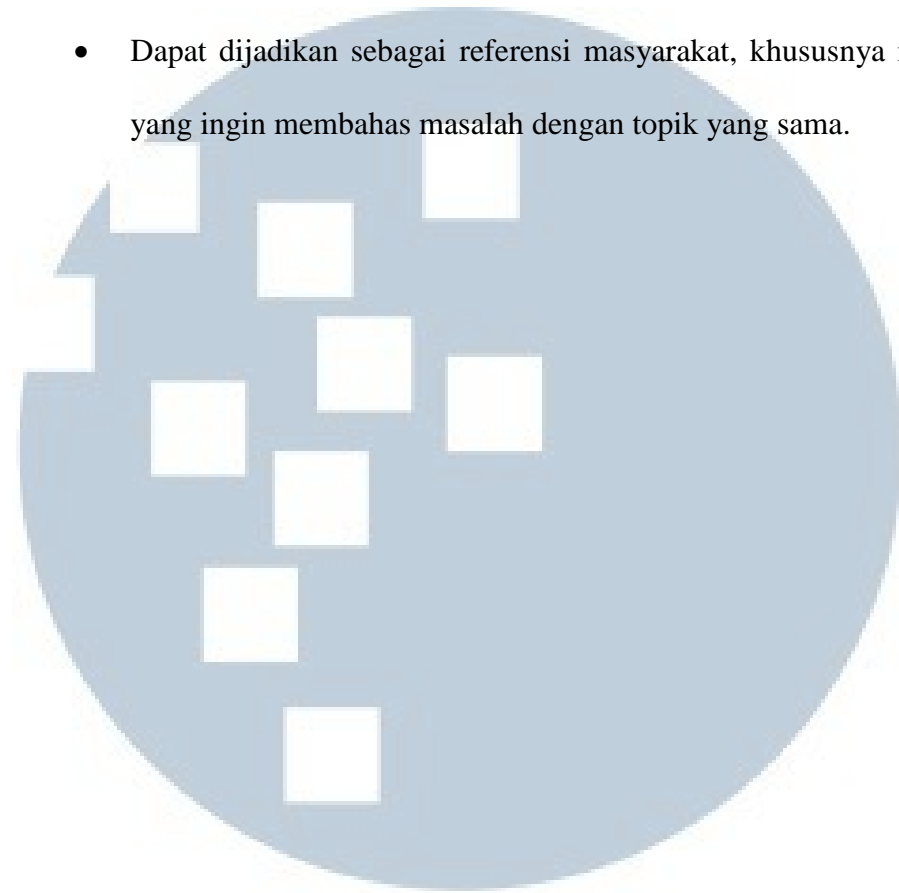 • Dapat dijadikan sebagai referensi masyarakat, khususnya
yang ingin membahas masalah dengan topik yang sama.